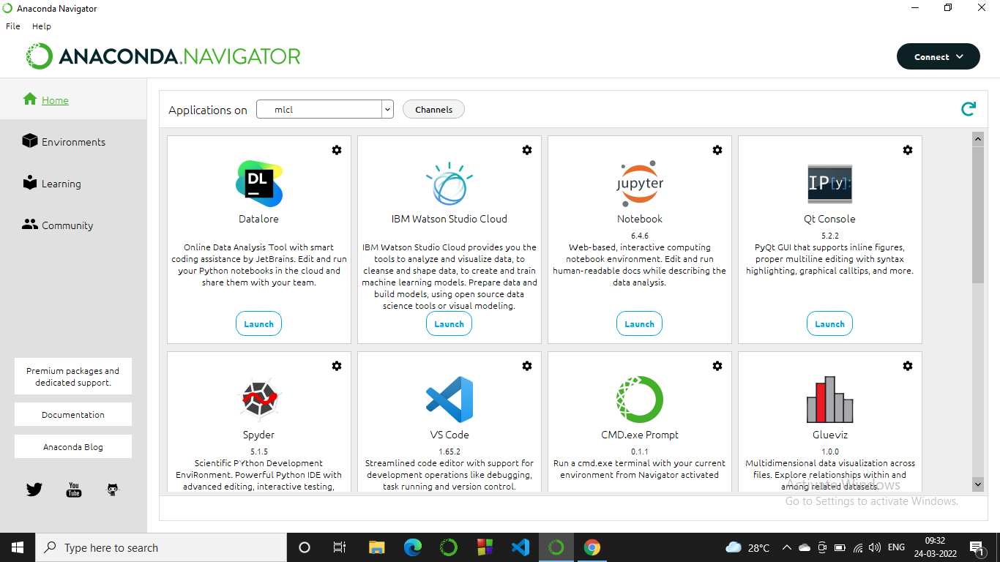 Anaconda Navigator
File Help
ANACONDA.NAVIGATOR
Connect
Home
Environments
Learning
Community
Premium packages and
dedicated support.
Documentation
Anaconda Blog
You
Tube
Applications on mlcl Channels
DL
Datalore
Online Data Analysis Tool with smart
coding assistance by JetBrains. Edit and run
your Python notebooks in the cloud and
share them with your team.
Launch
IBM Watson Studio Cloud
IBM Watson Studio Cloud provides you the
tools to analyze and visualize data, to
cleanse and shape data, to create and train
machine learning models. Prepare data and
build models, using open source data
science tools or visual modeling.
Launch
jupyter
Notebook
6.4.6
Web-based, interactive computing
notebook environment. Edit and run
human-readable docs while describing the
data analysis.
Launch
IP[y]:
Qt Console
5.2.2
PyQt GUI that supports inline figures,
proper multiline editing with syntax
highlighting, graphical calltips, and more.
Launch
Spyder
5.1.5
Scientific PYthon Development
EnviRonment. Powerful Python IDE with
advanced editing, interactive testing,
VS Code
1.65.2
Streamlined code editor with support for
development operations like debugging,
task running and version control.
CMD.exe Prompt
0.1.1
Run a cmd.exe terminal with your current
environment from Navigator activated
Glueviz
1.0.0
Multidimensional data visualization across
files. Explore relationships within and
among related datasets.
Activate Windows
Go to Settings to activate Windows.
Type here to search
28°C
ENG
09:32
24-03-2022
1